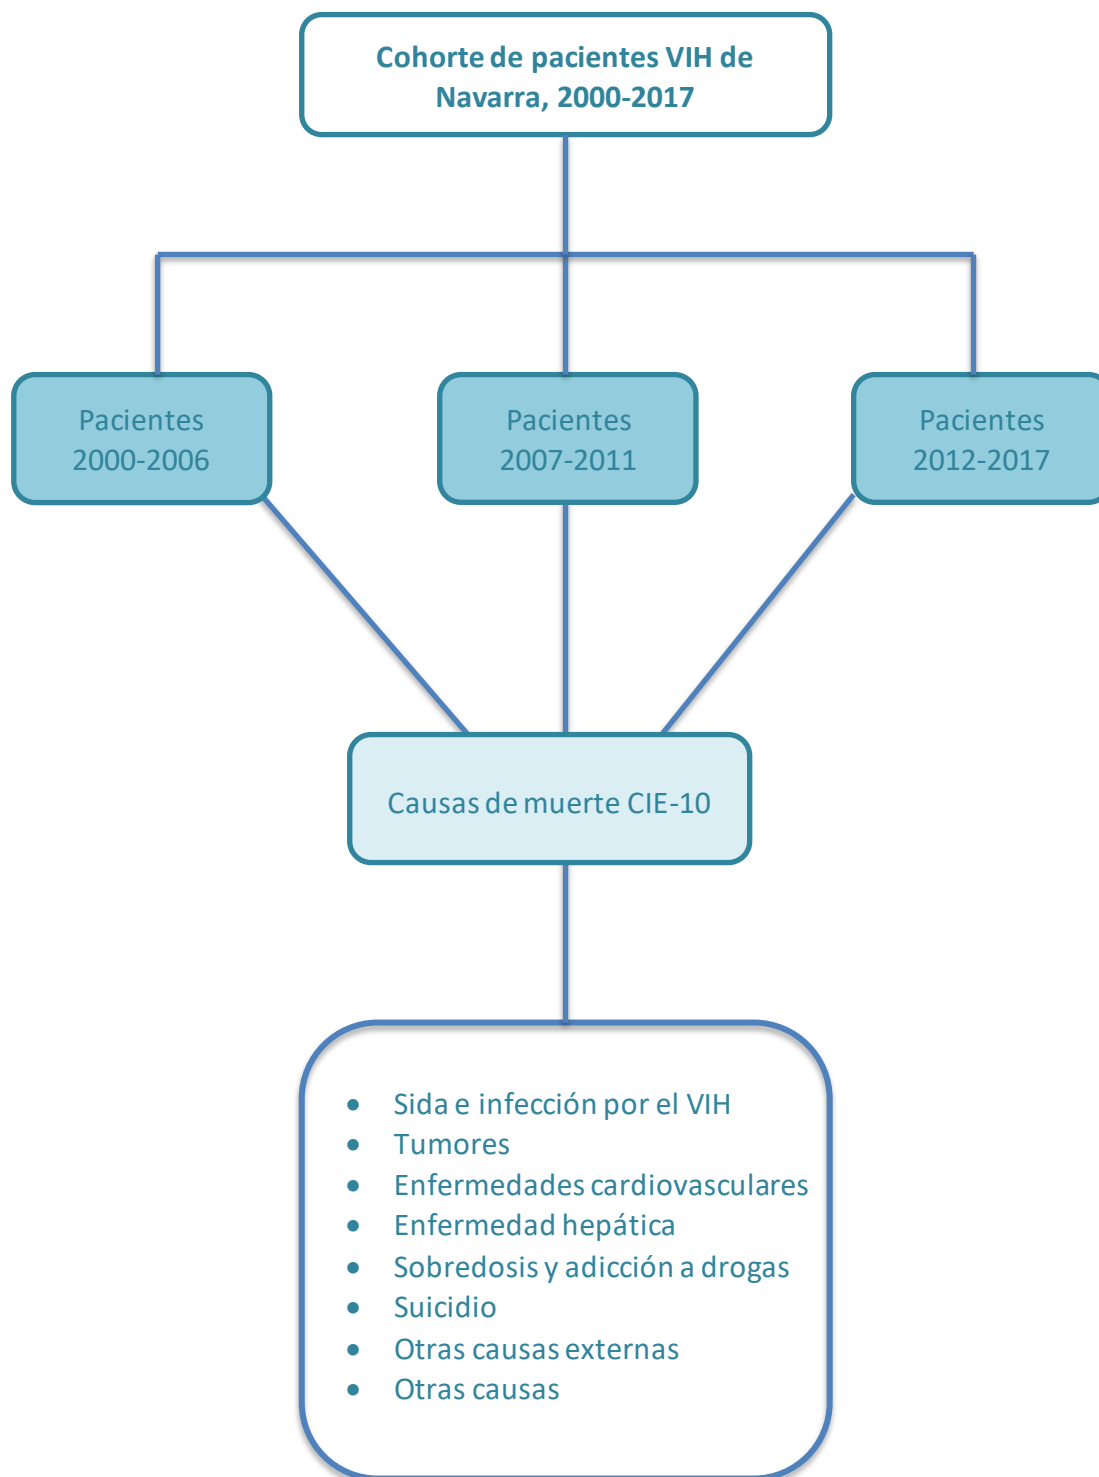 Cohorte de pacientes VIH de
Navarra, 2000-2017
Pacientes
2000-2006
Pacientes
2007-2011
Pacientes
2012-2017
Causas de muerte CIE-10
• Sida e infección por el VIH
• Tumores
• Enfermedades cardiovasculares
• Enfermedad hepática
• Sobredosis y adicción a drogas
• Suicidio
• Otras causas externas
• Otras causas